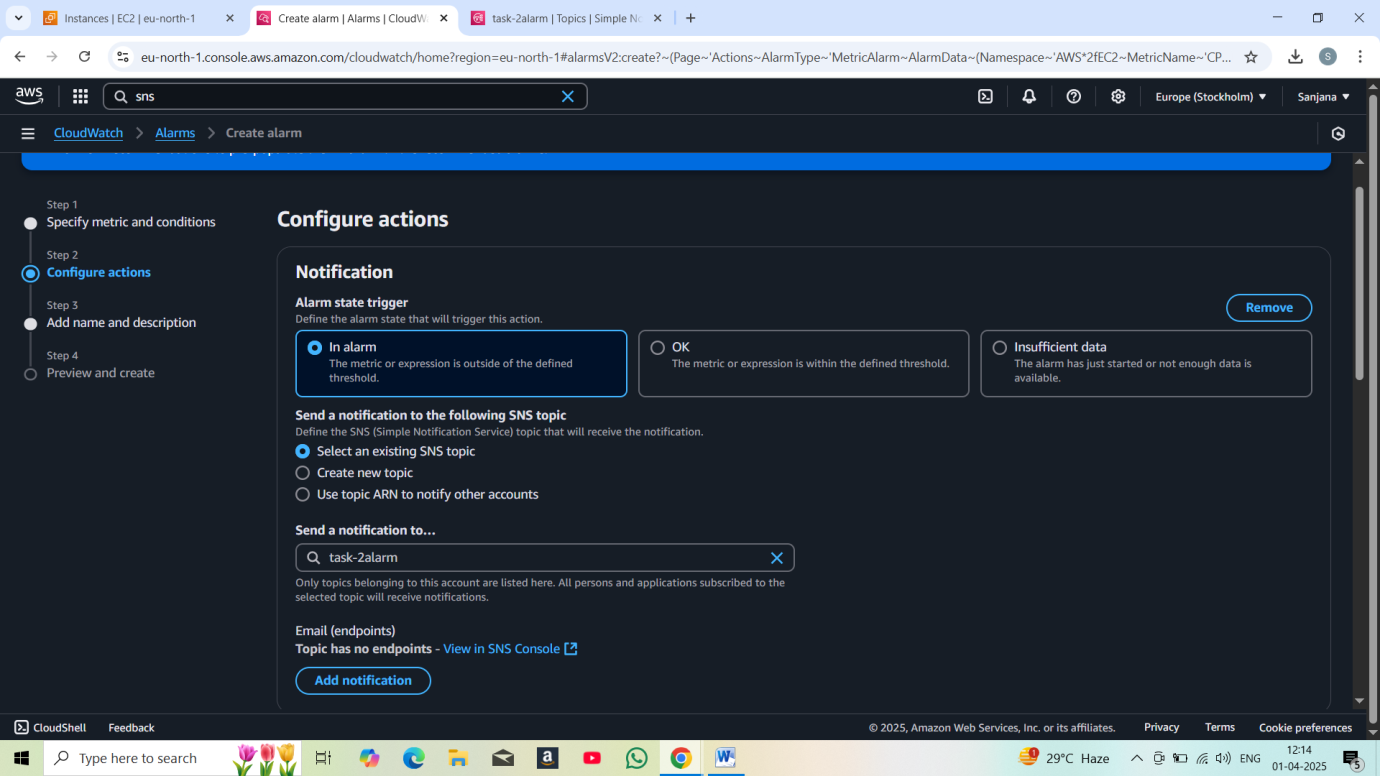 Instances | EC2 | eu-north-1
Create alarm | Alarms | CloudWa
task-2alarm | Topics | Simple No
eu-north-1.console.aws.amazon.com/cloudwatch/home?region=eu-north-1#alarmsV2:create?~(Page~'Actions~AlarmType~'MetricAlarm~AlarmData~(Namespace~'AWS*2fEC2~MetricName~'CP...
S
aws
sns
Europe (Stockholm)
Sanjana
CloudWatch
Alarms
Create alarm
Step 1
Specify metric and conditions
Step 2
Configure actions
Step 3
Add name and description
Step 4
Preview and create
Configure actions
Notification
Alarm state trigger
Define the alarm state that will trigger this action.
Remove
In alarm
The metric or expression is outside of the defined
threshold.
OK
The metric or expression is within the defined threshold.
Insufficient data
The alarm has just started or not enough data is
available.
Send a notification to the following SNS topic
Define the SNS (Simple Notification Service) topic that will receive the notification.
Select an existing SNS topic
Create new topic
Use topic ARN to notify other accounts
Send a notification to…
task-2alarm
Only topics belonging to this account are listed here. All persons and applications subscribed to the
selected topic will receive notifications.
Email (endpoints)
Topic has no endpoints - View in SNS Console
Add notification
CloudShell
Feedback
© 2025, Amazon Web Services, Inc. or its affiliates.
Privacy
Terms
Cookie preferences
Type here to search
1
29°C Haze
ENG
12:14
01-04-2025
5